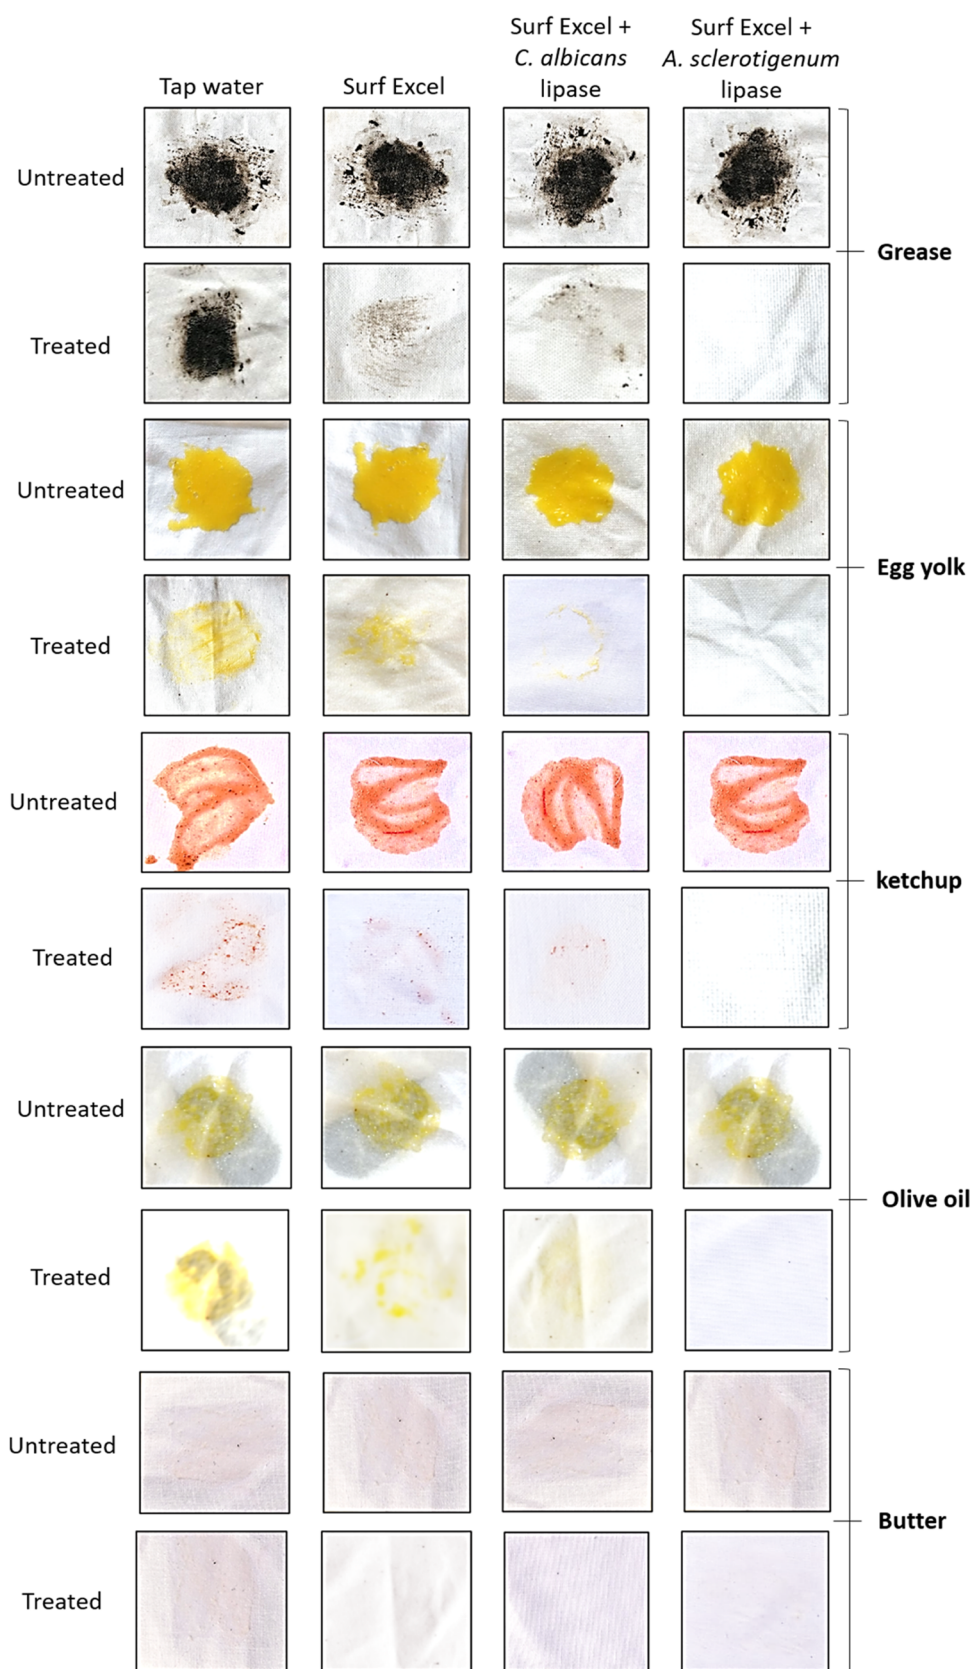 Tap water
Surf Excel
Surf Excel +
C. albicans
lipase
Surf Excel +
A. sclerotigenum
lipase
Untreated
Grease
Treated
Untreated
Egg yolk
Treated
Untreated
ketchup
Treated
Untreated
Olive oil
Treated
Untreated
Butter
Treated